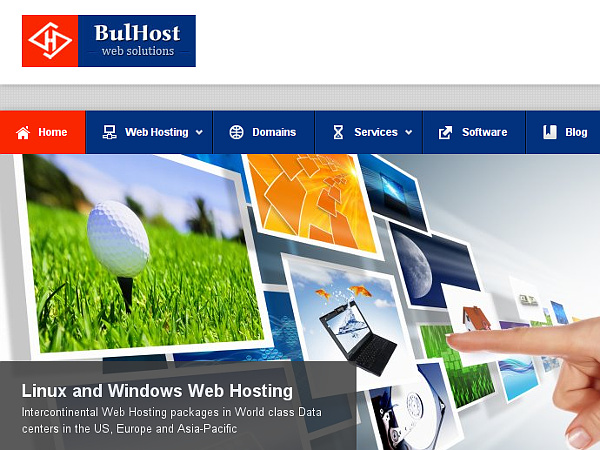 BulHost
web solutions
Home Web Hosting Domains Services Software Blog
Linux and Windows Web Hosting
Intercontinental Web Hosting packages in World class Data
centers in the US, Europe and Asia-Pacific